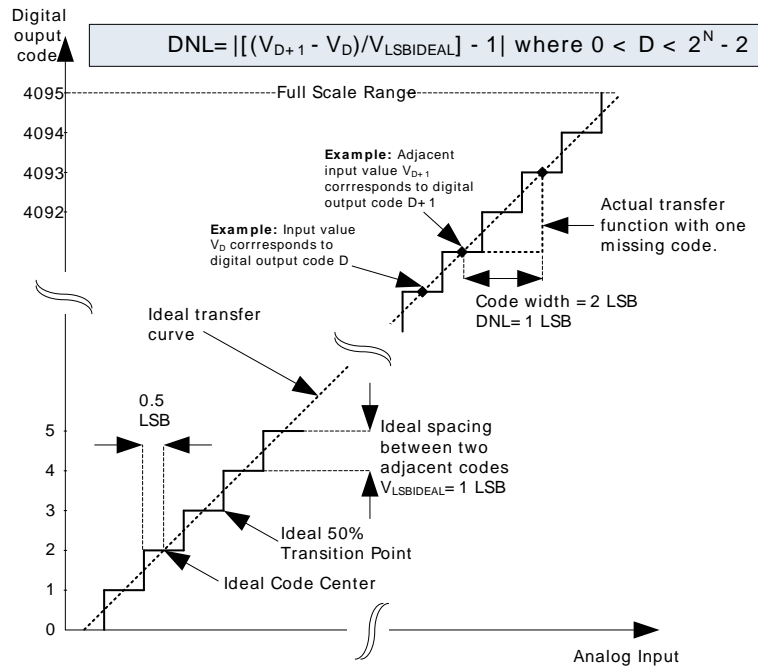 Digital
ouput
code
DNL= |[(V_D+1 - V_D)/V_LSBIDEAL] - 1| where 0 < D < 2^N - 2
4095
Full Scale Range
4094
4093
4092
Example: Adjacent
input value V_D+1
corrresponds to digital
output code D+1
Example: Input value
V_D corrresponds to
digital output code D
Actual transfer
function with one
missing code.
Code width = 2 LSB
DNL= 1 LSB
Ideal transfer
curve
0.5
LSB
5
4
3
2
1
0
Ideal spacing
between two
adjacent codes
V_LSBIDEAL= 1 LSB
Ideal 50%
Transition Point
Ideal Code Center
Analog Input